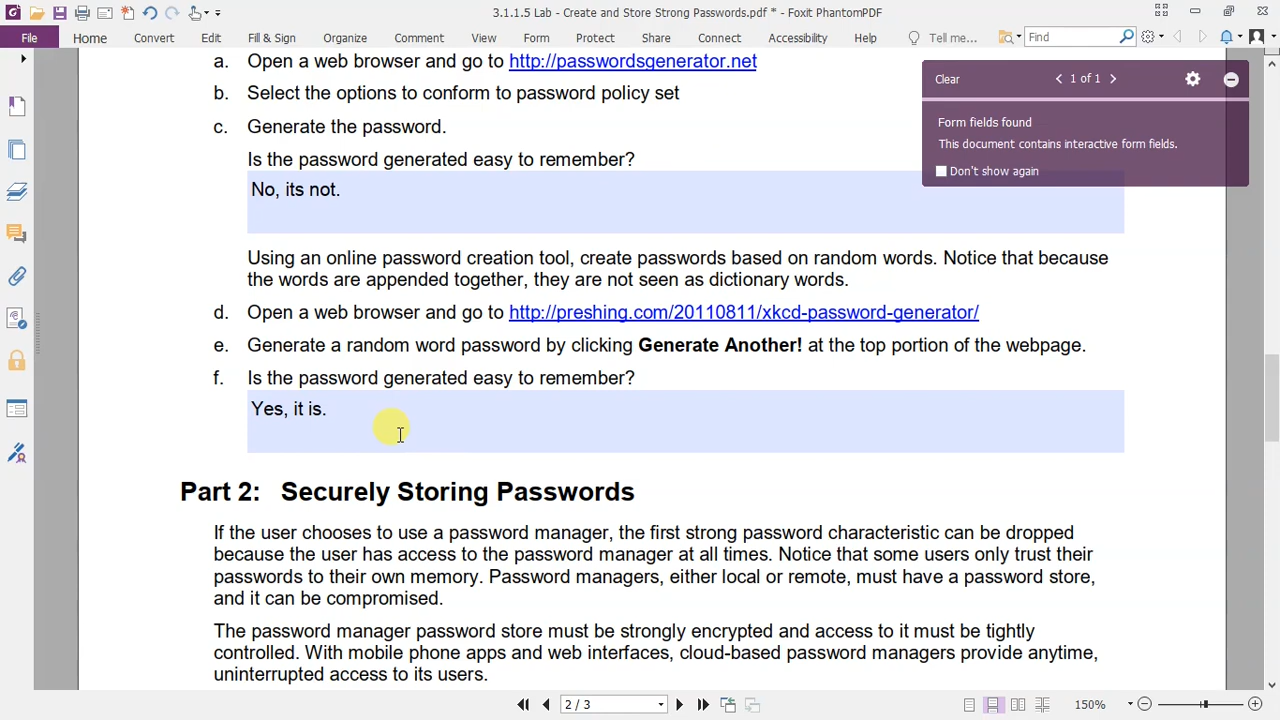 3.1.1.5 Lab - Create and Store Strong Passwords.pdf * - Foxit PhantomPDF
File Home Convert Edit Fill & Sign Organize Comment View Form Protect Share Connect Accessibility Help Tell me... Find
Clear 1 of 1
Form fields found
This document contains interactive form fields.
Don't show again
a. Open a web browser and go to http://passwordsgenerator.net
b. Select the options to conform to password policy set
c. Generate the password.
Is the password generated easy to remember?
No, its not.
Using an online password creation tool, create passwords based on random words. Notice that because
the words are appended together, they are not seen as dictionary words.
d. Open a web browser and go to http://preshing.com/20110811/xkcd-password-generator/
e. Generate a random word password by clicking Generate Another! at the top portion of the webpage.
f. Is the password generated easy to remember?
Yes, it is.
Part 2: Securely Storing Passwords
If the user chooses to use a password manager, the first strong password characteristic can be dropped
because the user has access to the password manager at all times. Notice that some users only trust their
passwords to their own memory. Password managers, either local or remote, must have a password store,
and it can be compromised.
The password manager password store must be strongly encrypted and access to it must be tightly
controlled. With mobile phone apps and web interfaces, cloud-based password managers provide anytime,
uninterrupted access to its users.
2 / 3
150%